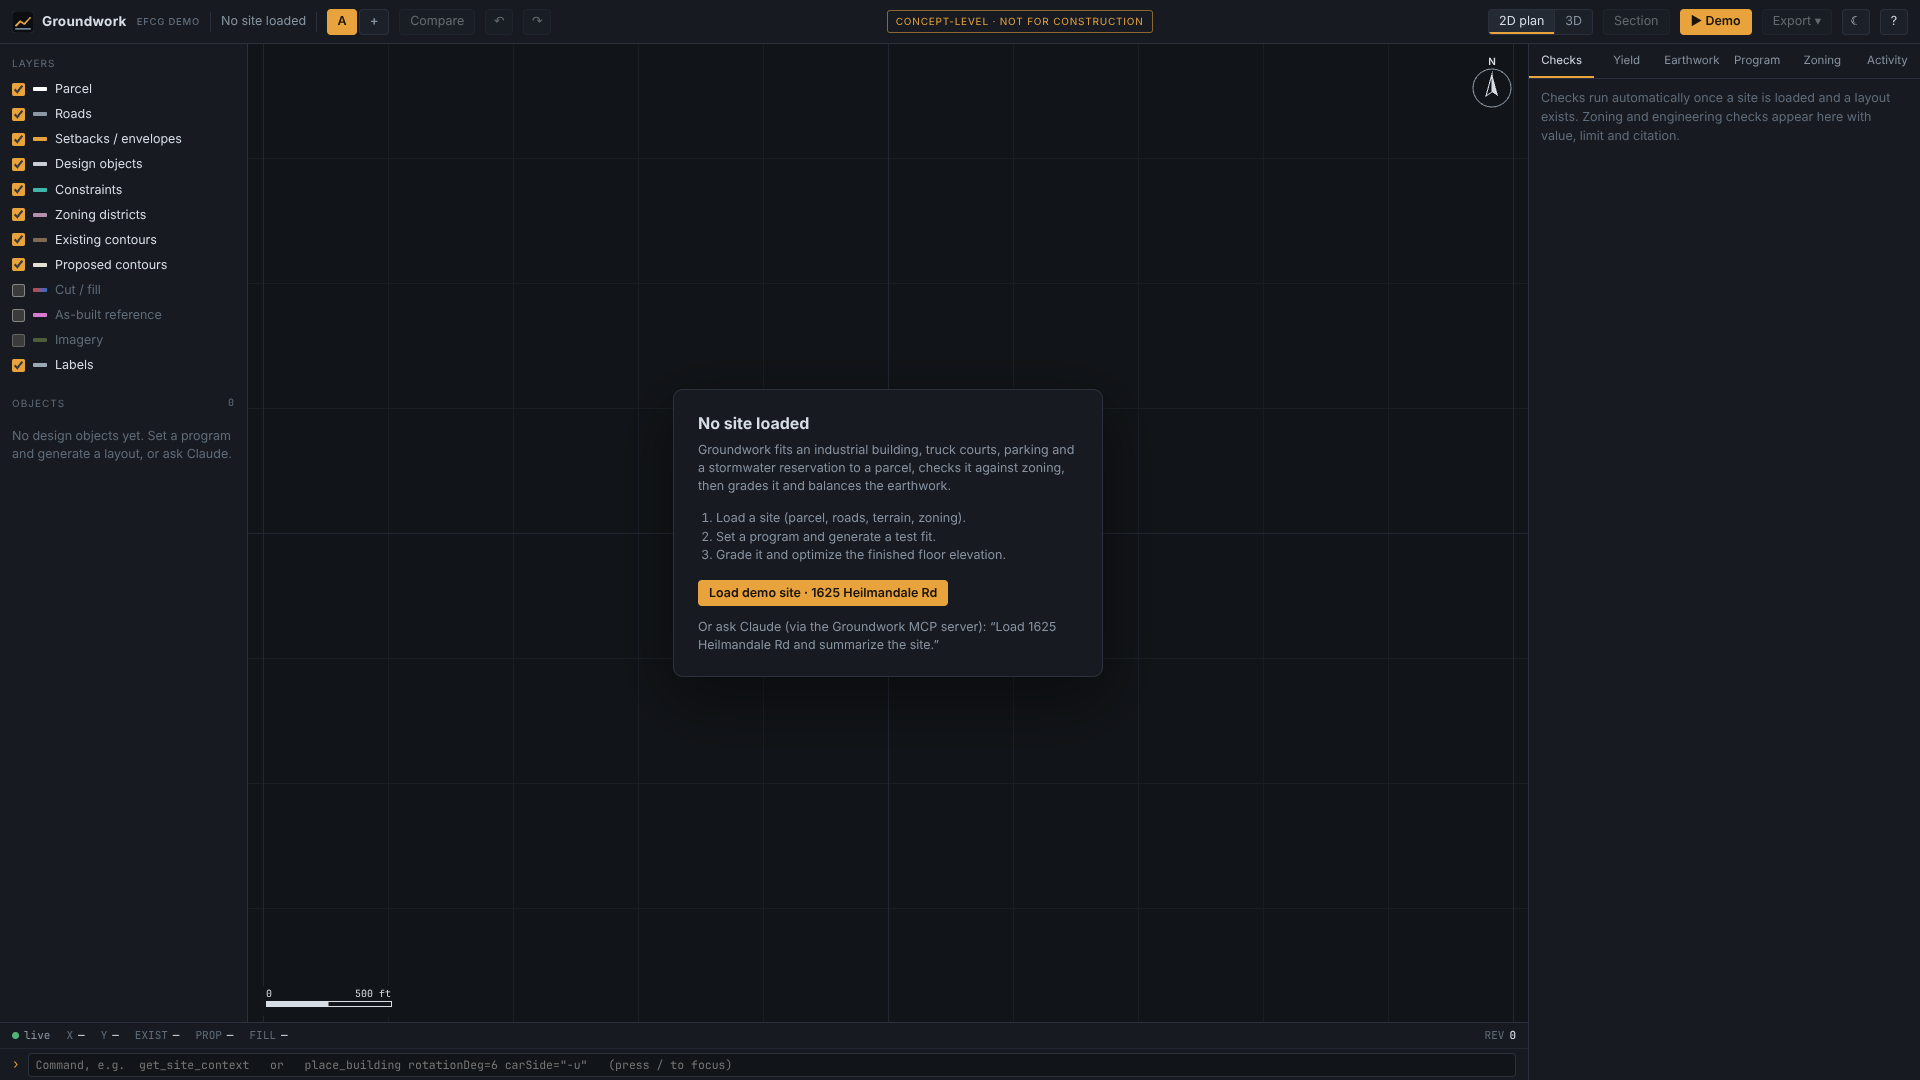 Groundwork EFCG DEMO No site loaded A + Compare ↶ ↷ CONCEPT-LEVEL · NOT FOR CONSTRUCTION 2D plan 3D Section ▶ Demo Export ▾ ☾ ?
LAYERS
Parcel
Roads
Setbacks / envelopes
Design objects
Constraints
Zoning districts
Existing contours
Proposed contours
Cut / fill
As-built reference
Imagery
Labels
OBJECTS 0
No design objects yet. Set a program
and generate a layout, or ask Claude.
N
No site loaded
Groundwork fits an industrial building, truck courts, parking and
a stormwater reservation to a parcel, checks it against zoning,
then grades it and balances the earthwork.
1. Load a site (parcel, roads, terrain, zoning).
2. Set a program and generate a test fit.
3. Grade it and optimize the finished floor elevation.
Load demo site · 1625 Heilmandale Rd
Or ask Claude (via the Groundwork MCP server): “Load 1625
Heilmandale Rd and summarize the site.”
0 500 ft
Checks Yield Earthwork Program Zoning Activity
Checks run automatically once a site is loaded and a layout
exists. Zoning and engineering checks appear here with
value, limit and citation.
live X — Y — EXIST — PROP — FILL — REV 0
› Command, e.g. get_site_context or place_building rotationDeg=6 carSide="-u" (press / to focus)